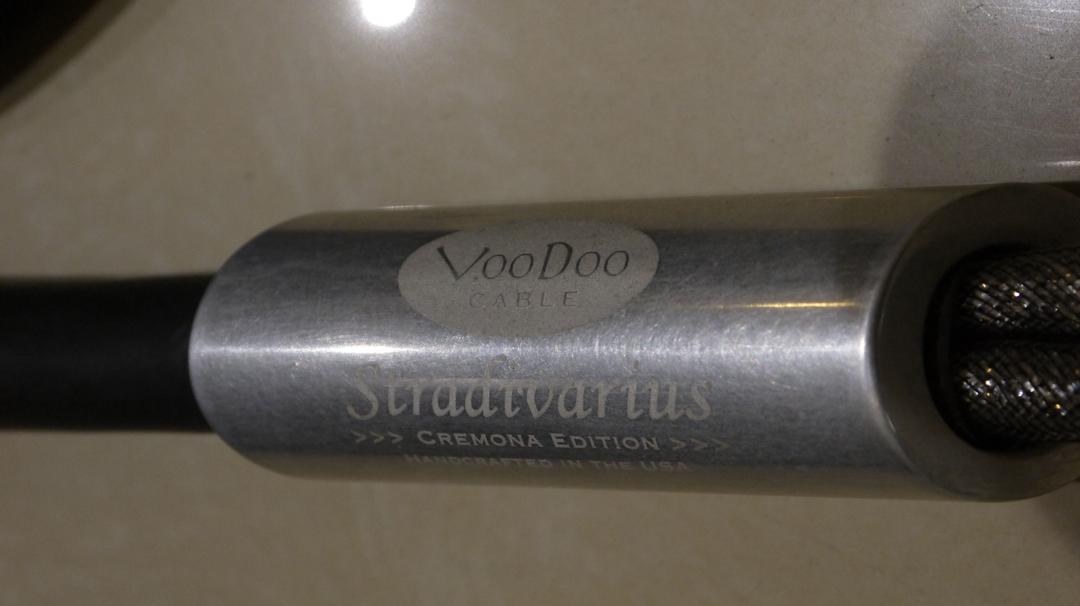 VooDoo
CABLE
Stradivarius
>>> CREMONA EDITION >>>
HANDCRAFTED IN THE USA